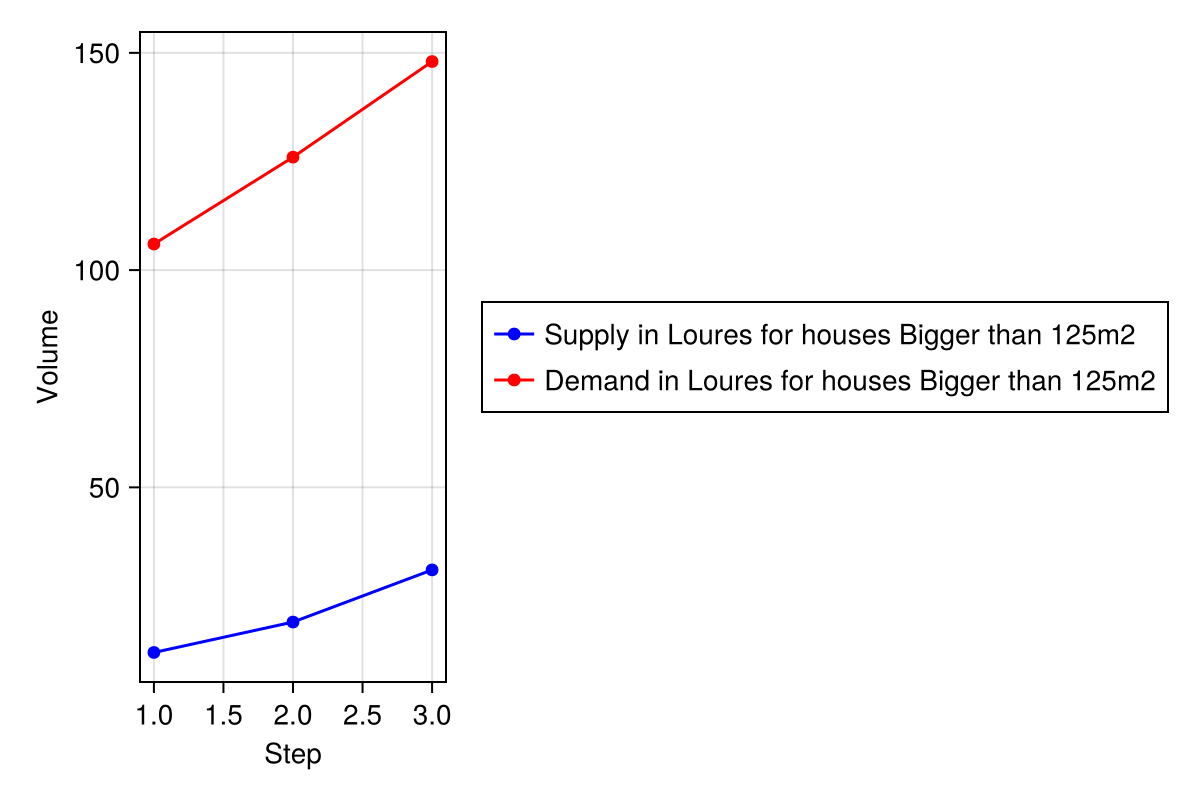 150
100
50
Volume
1.0 1.5 2.0 2.5 3.0
Step
Supply in Loures for houses Bigger than 125m2
Demand in Loures for houses Bigger than 125m2